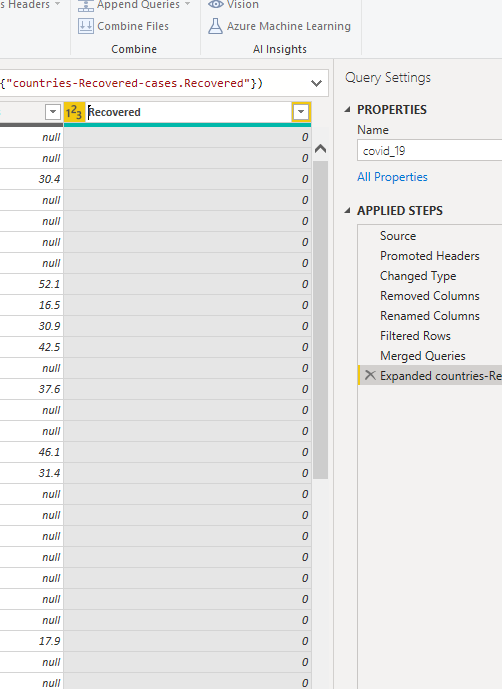 s Headers
Append Queries
Vision
Combine Files
Azure Machine Learning
Combine
AI Insights
{"countries-Recovered-cases.Recovered"})
Query Settings
1 2 3 Recovered
PROPERTIES
Name
covid_19
All Properties
APPLIED STEPS
Source
Promoted Headers
Changed Type
Removed Columns
Renamed Columns
Filtered Rows
Merged Queries
Expanded countries-Re
null 0
null 0
30.4 0
null 0
null 0
null 0
null 0
52.1 0
16.5 0
30.9 0
42.5 0
null 0
37.6 0
null 0
null 0
46.1 0
31.4 0
null 0
null 0
null 0
null 0
null 0
null 0
null 0
17.9 0
null 0
null 0